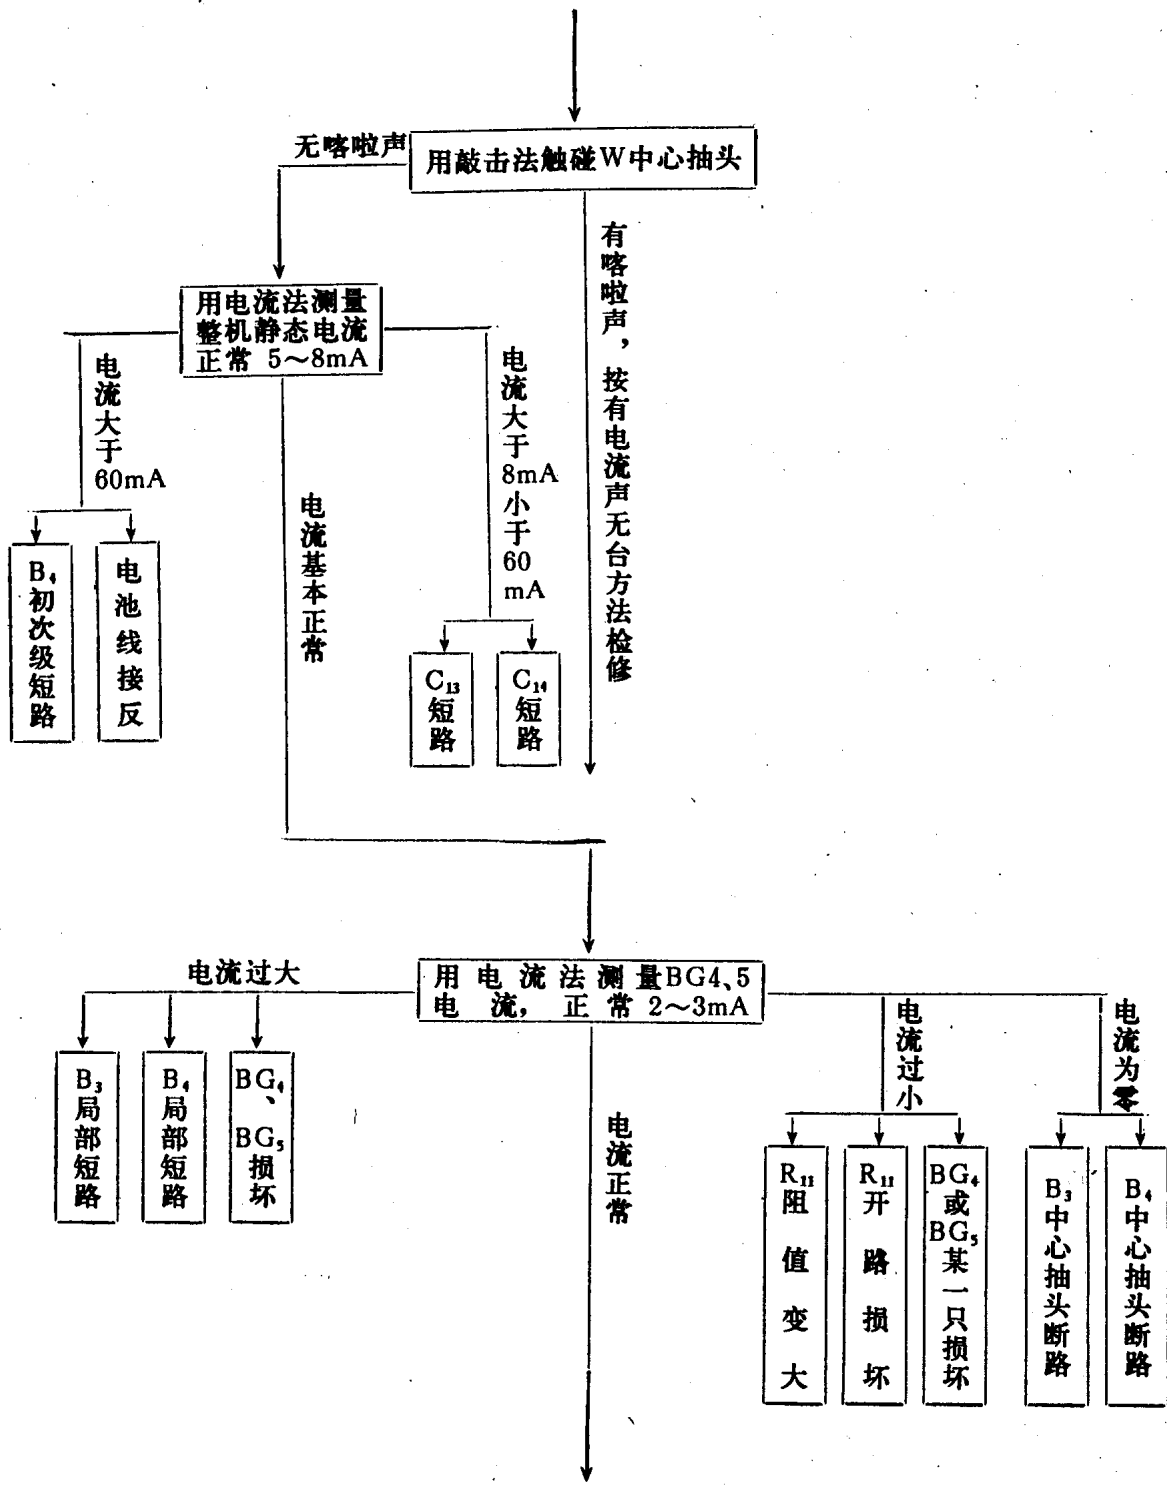 无喀啦声
用敲击法触碰W中心抽头
有喀啦声，按有电流声无台方法检修
用电流法测量
整机静态电流
正常 5～8mA
电流大于
60mA
电流大于
8mA
小于
60
mA
电流基本正常
B₄初次级短路
电池线接反
C₁₃
短路
C₁₄
短路
电流过大
用电流法测量BG4、5
电流，正常2～3mA
电流过小
电流为零
电流正常
B₃
局部短路
B₄
局部短路
BG₄
、
BG₅
损坏
R₁₁
阻值变大
R₁₁
开路损坏
BG₄
或
BG₅
某一只损坏
B₃
中心抽头断路
B₄
中心抽头断路